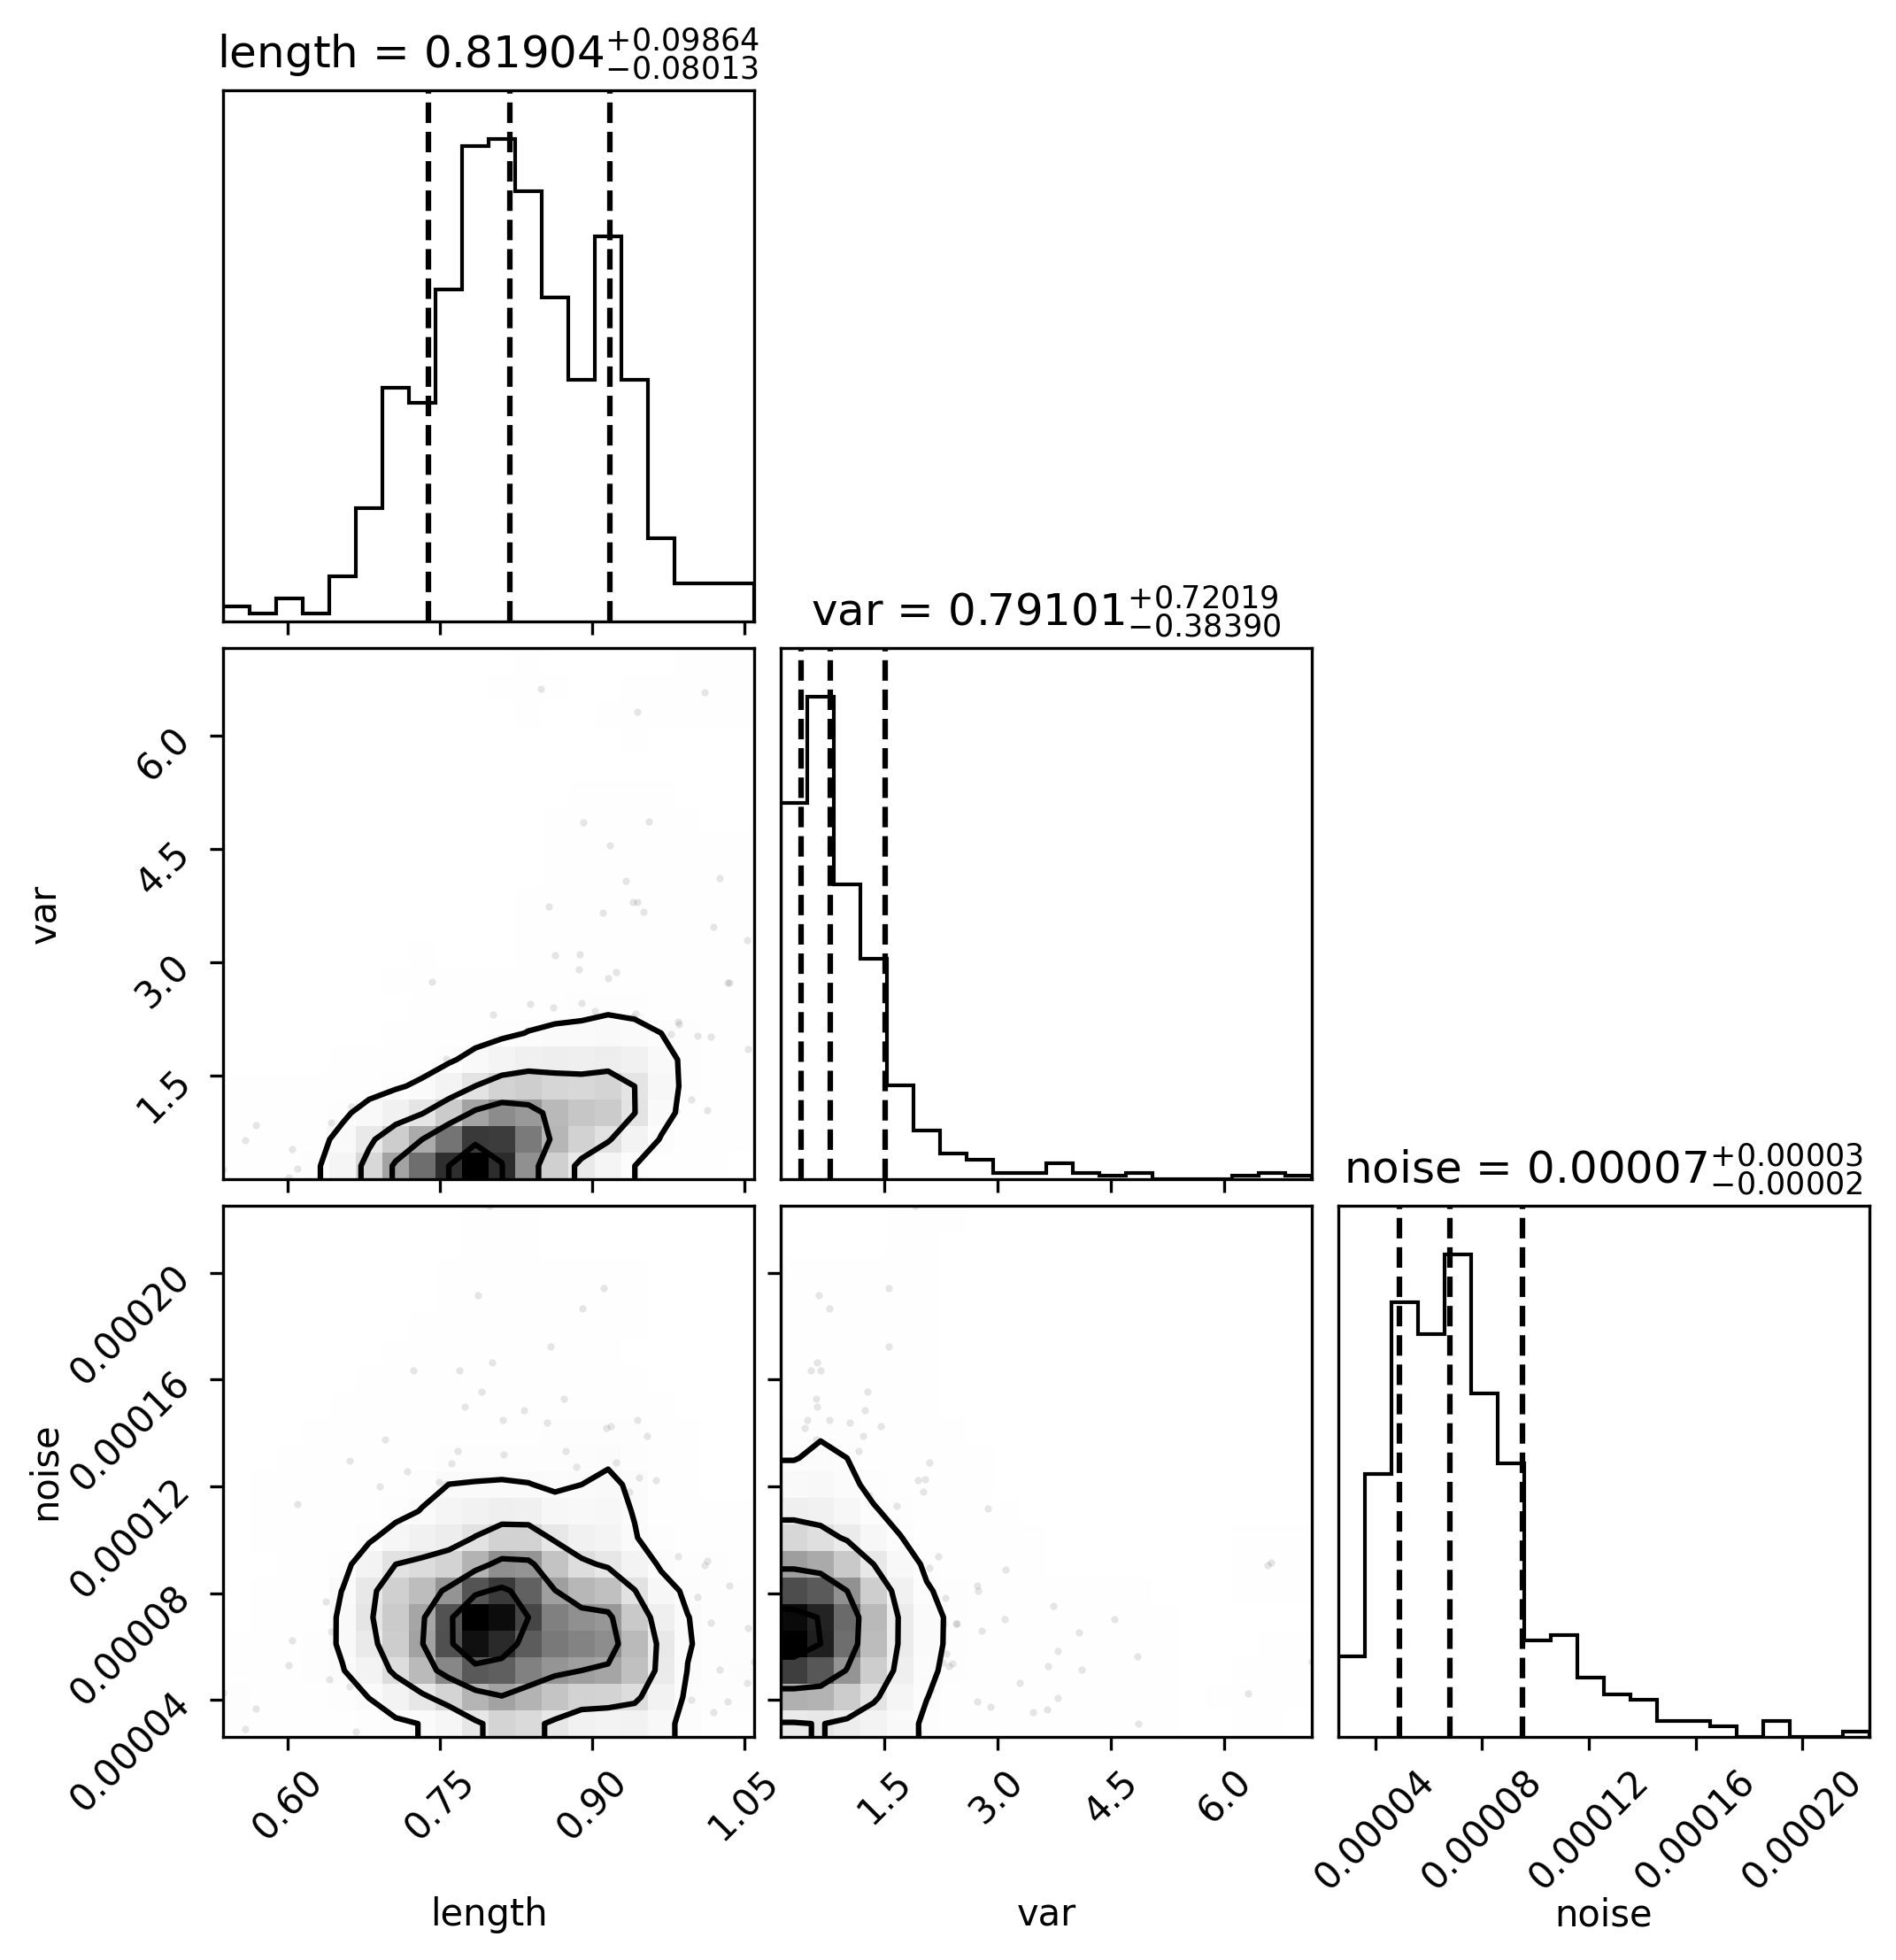 length = 0.81904 +0.09864 −0.08013
var = 0.79101 +0.72019 −0.38390
6.0
4.5
3.0
1.5
var
noise = 0.00007 +0.00003 −0.00002
0.00020
0.00016
0.00012
0.00008
0.00004
noise
0.60 0.75 0.90 1.05 1.5 3.0 4.5 6.0 0.00004 0.00008 0.00012 0.00016 0.00020
length var noise